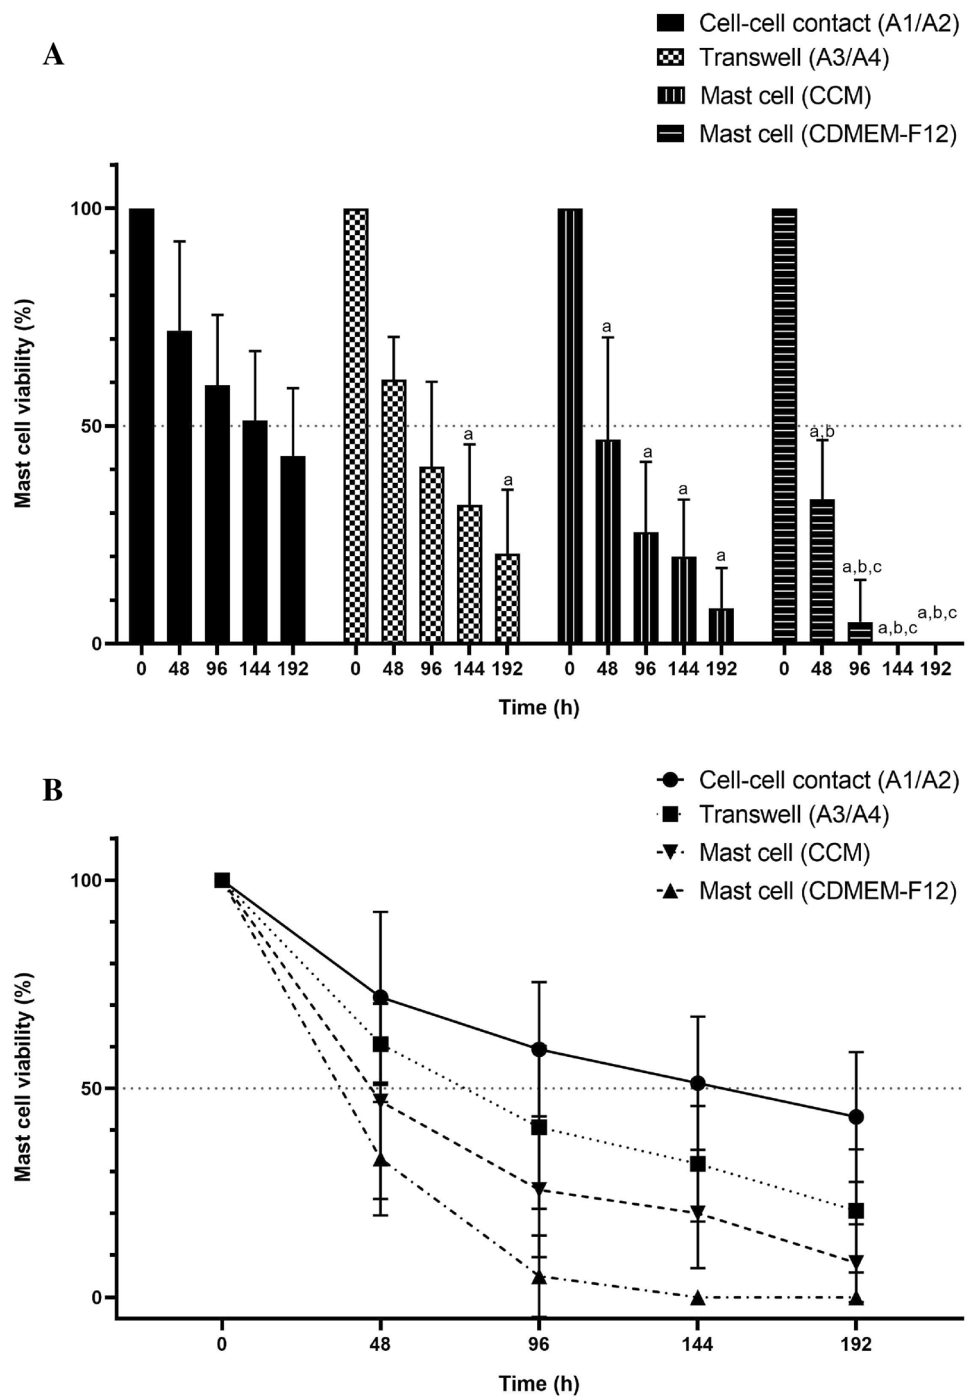 A
Cell-cell contact (A1/A2)
Transwell (A3/A4)
Mast cell (CCM)
Mast cell (CDMEM-F12)
Mast cell viability (%)
100
50
0
a
a
a
a
a
a
a,b
a,b,c
a,b,c
a,b,c
0 48 96 144 192 0 48 96 144 192 0 48 96 144 192 0 48 96 144 192
Time (h)
B
Cell-cell contact (A1/A2)
Transwell (A3/A4)
Mast cell (CCM)
Mast cell (CDMEM-F12)
Mast cell viability (%)
100
50
0
0 48 96 144 192
Time (h)